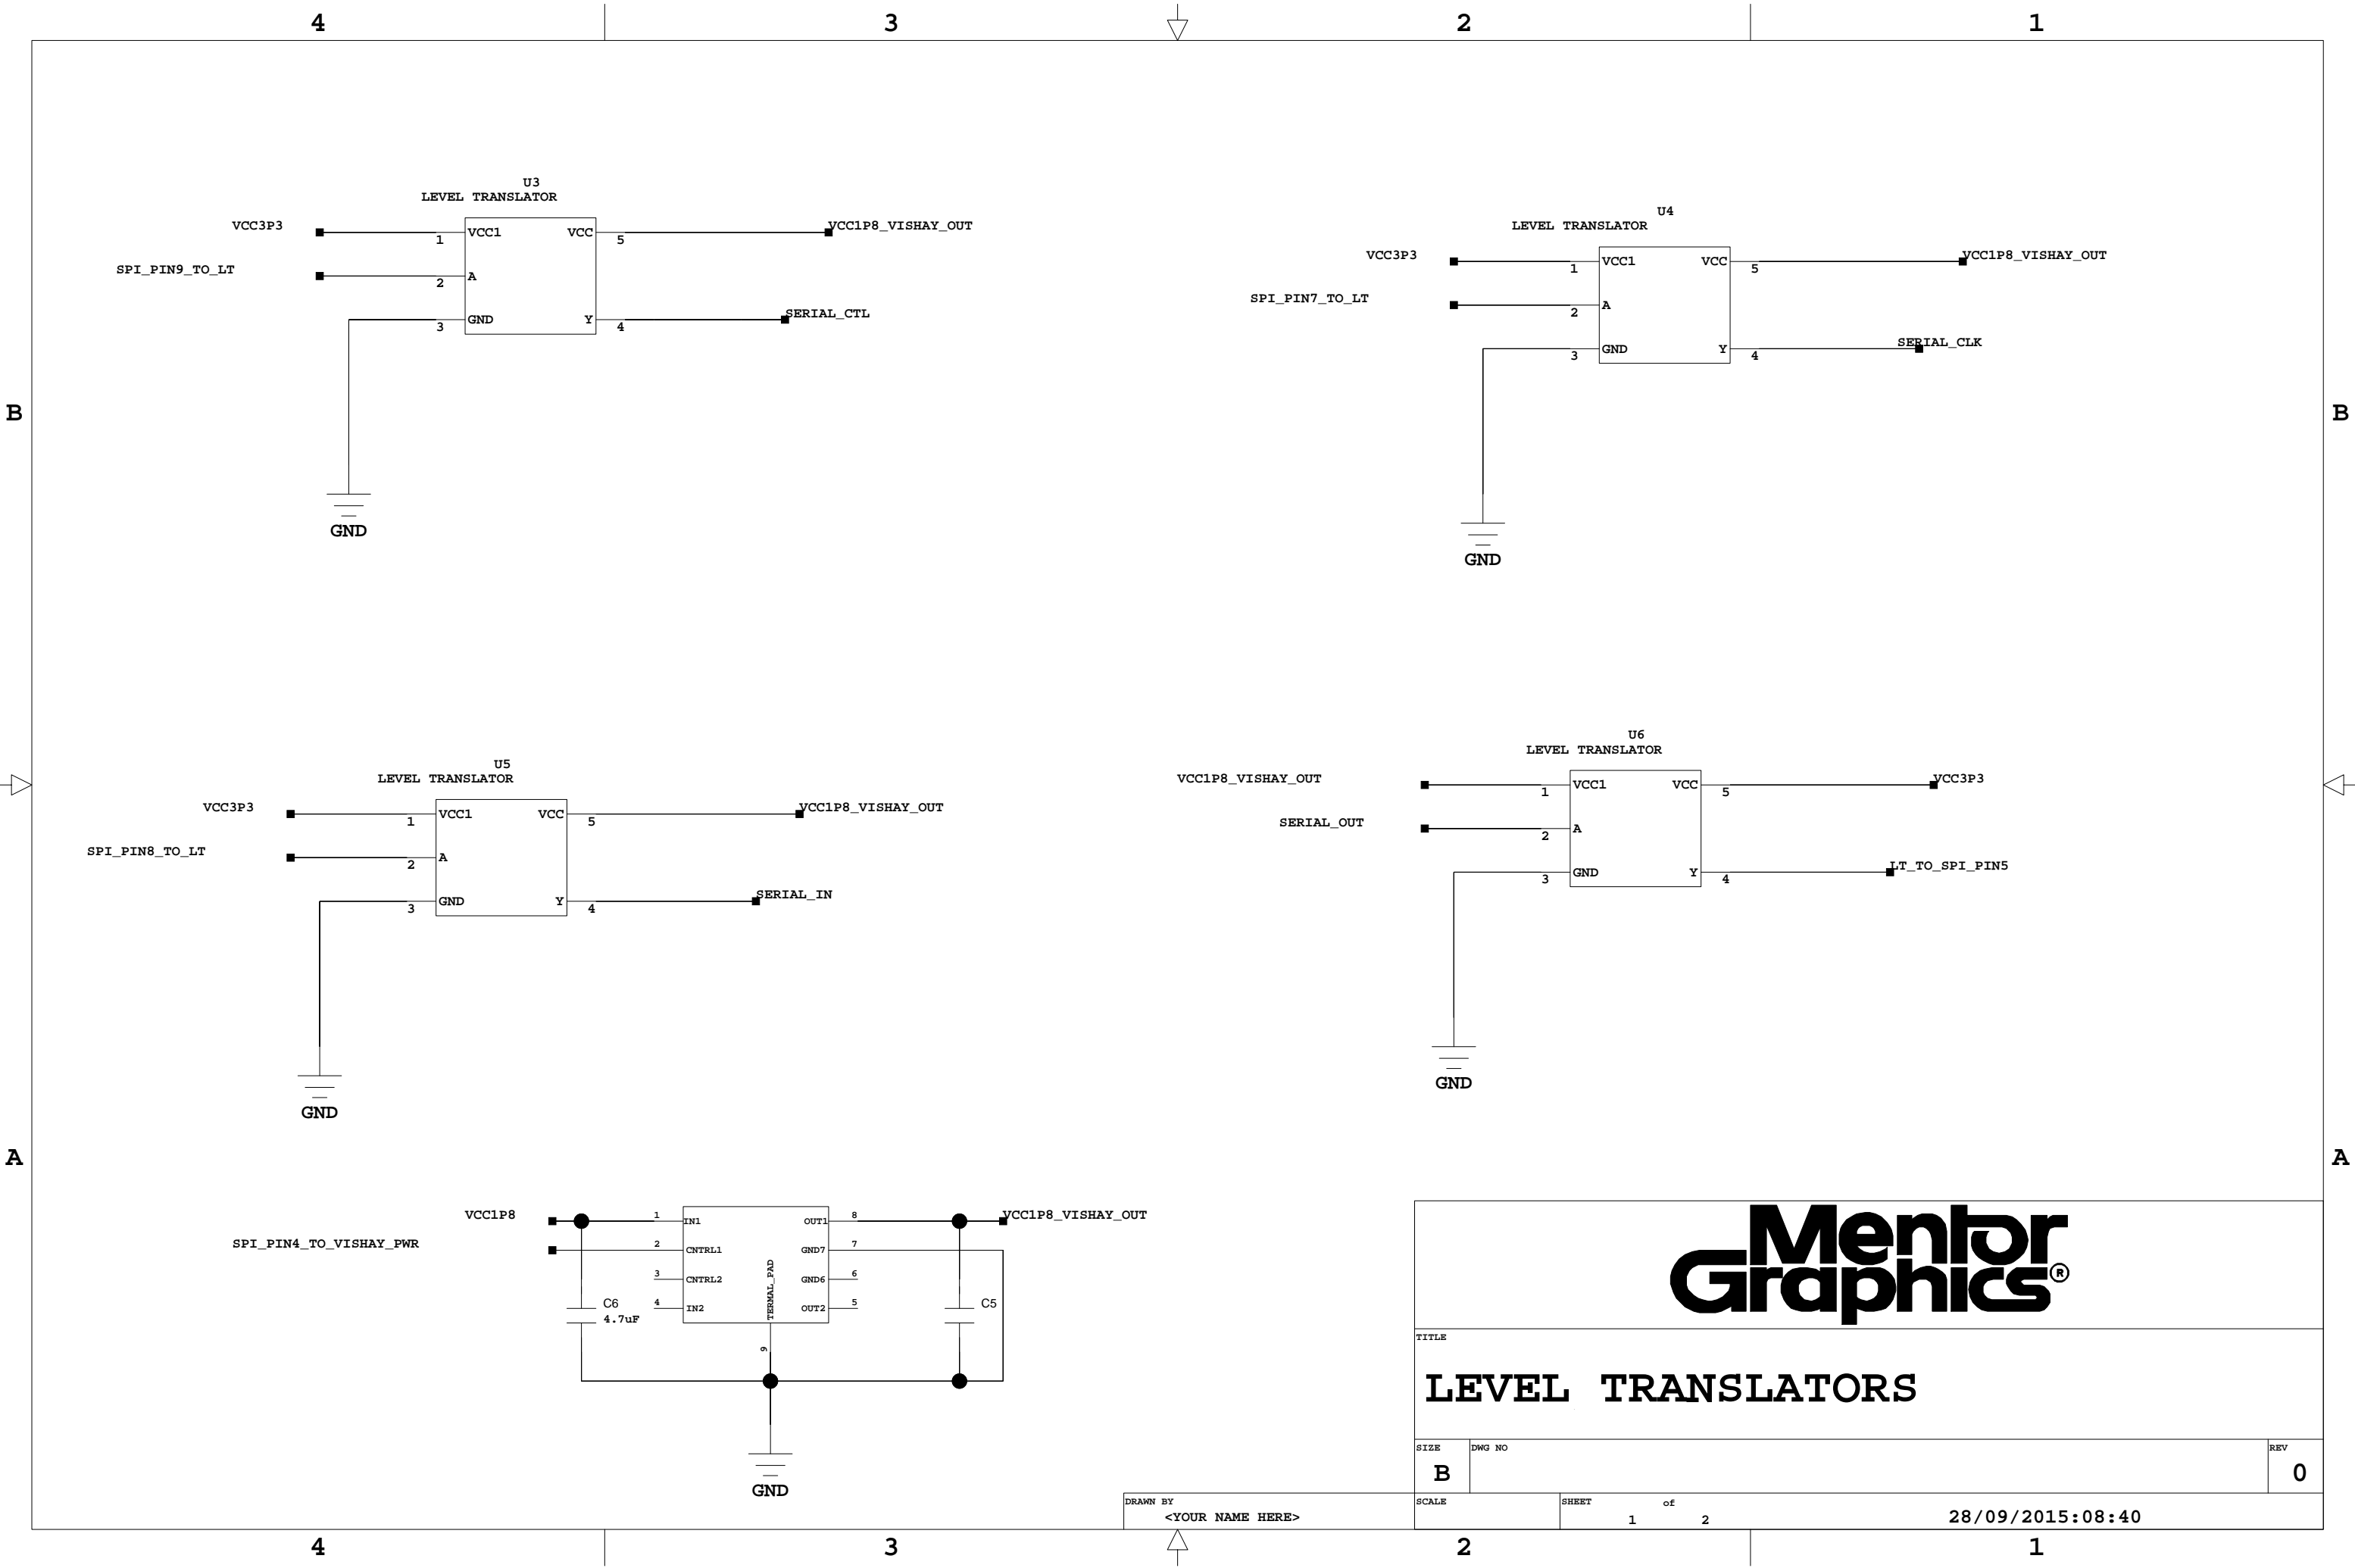 4 3 2 1
U3
LEVEL TRANSLATOR
VCC3P3
1
VCC1
VCC
5
VCC1P8_VISHAY_OUT
SPI_PIN9_TO_LT
2
A
3
GND
Y
4
SERIAL_CTL
GND
U4
LEVEL TRANSLATOR
VCC3P3
1
VCC1
VCC
5
VCC1P8_VISHAY_OUT
SPI_PIN7_TO_LT
2
A
3
GND
Y
4
SERIAL_CLK
GND
B
B
U5
LEVEL TRANSLATOR
VCC3P3
1
VCC1
VCC
5
VCC1P8_VISHAY_OUT
SPI_PIN8_TO_LT
2
A
3
GND
Y
4
SERIAL_IN
GND
U6
LEVEL TRANSLATOR
VCC1P8_VISHAY_OUT
1
VCC1
VCC
5
VCC3P3
SERIAL_OUT
2
A
3
GND
Y
4
LT_TO_SPI_PIN5
GND
A
A
VCC1P8
1
IN1
OUT1
8
VCC1P8_VISHAY_OUT
SPI_PIN4_TO_VISHAY_PWR
2
CNTRL1
GND7
7
3
CNTRL2
GND6
6
4
IN2
OUT2
5
TERMAL_PAD
9
C6
4.7uF
C5
GND
Mentor
Graphics®
TITLE
LEVEL TRANSLATORS
SIZE
B
DWG NO
REV
0
DRAWN BY
<YOUR NAME HERE>
SCALE
SHEET
1 of 2
28/09/2015:08:40
4 3 2 1